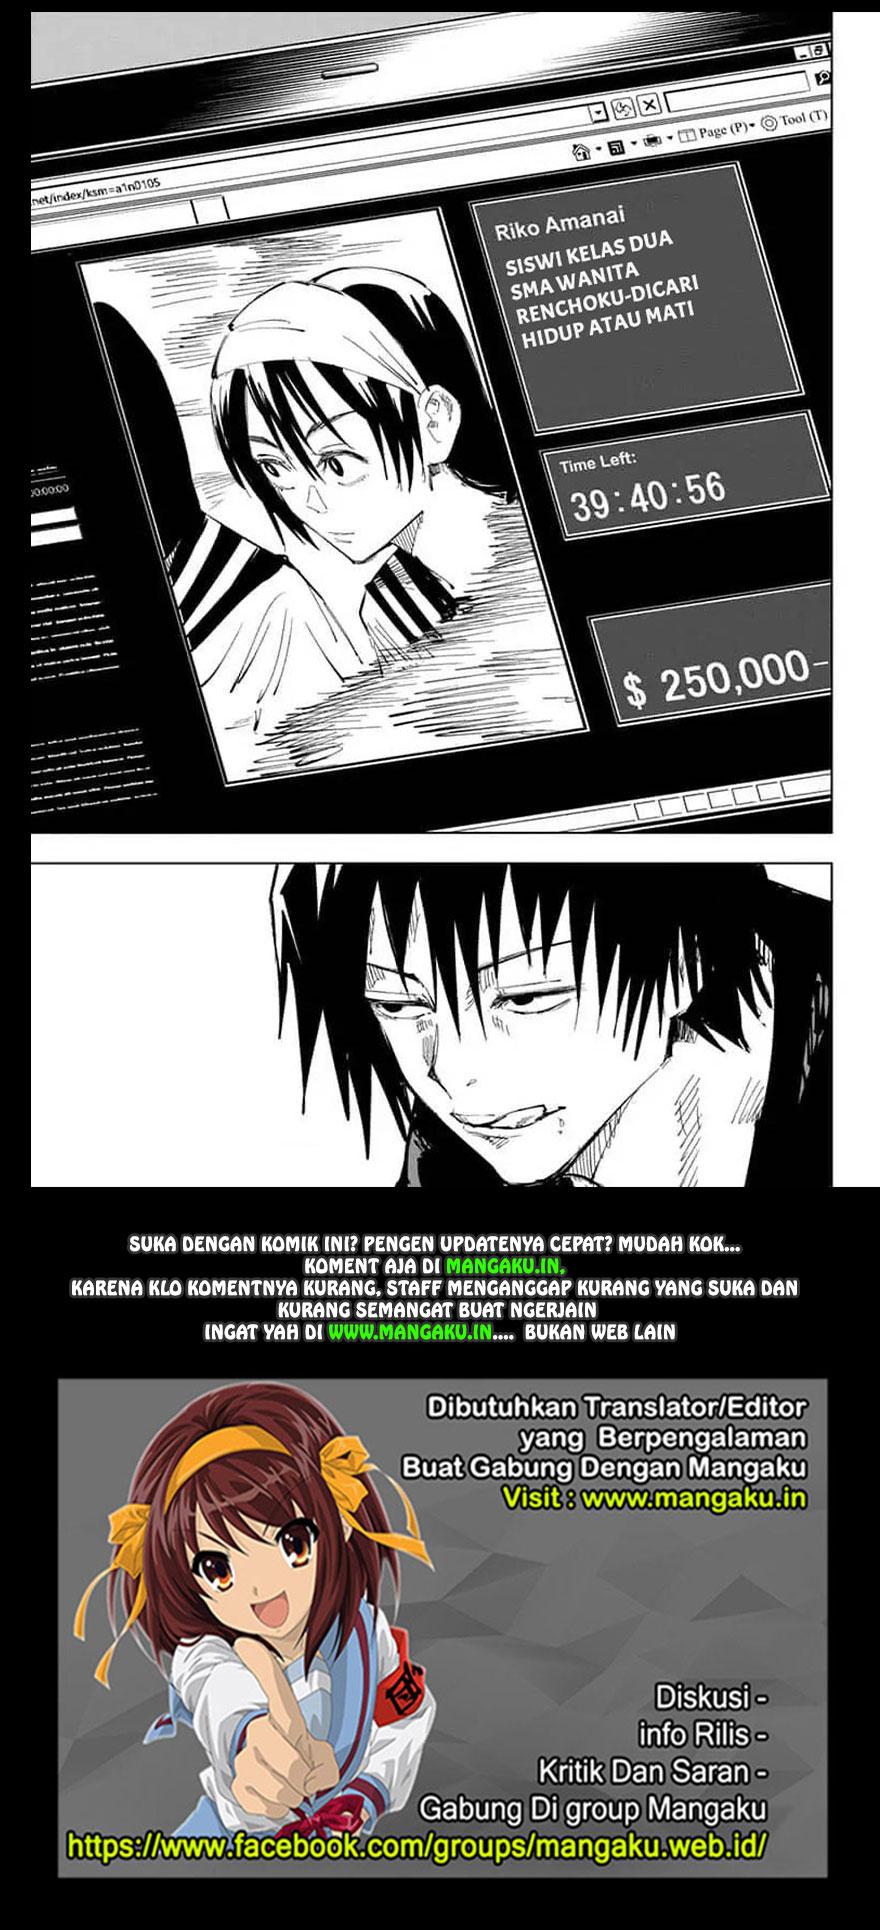 Page (P)
Tool (T)
.net/index/ksm=a1n0105
Riko Amanai
SISWI KELAS DUA
SMA WANITA
RENCHOKU-DICARI
HIDUP ATAU MATI
Time Left:
39:40:56
00:00:00
$ 250,000-
SUKA DENGAN KOMIK INI? PENGEN UPDATENYA CEPAT? MUDAH KOK...
KOMENT AJA DI MANGAKU.IN,
KARENA KLO KOMENTNYA KURANG, STAFF MENGANGGAP KURANG YANG SUKA DAN
KURANG SEMANGAT BUAT NGERJAIN
INGAT YAH DI WWW.MANGAKU.IN.... BUKAN WEB LAIN
Dibutuhkan Translator/Editor
yang Berpengalaman
Buat Gabung Dengan Mangaku
Visit : www.mangaku.in
団
Diskusi -
info Rilis -
Kritik Dan Saran -
Gabung Di group Mangaku
https://www.facebook.com/groups/mangaku.web.id/